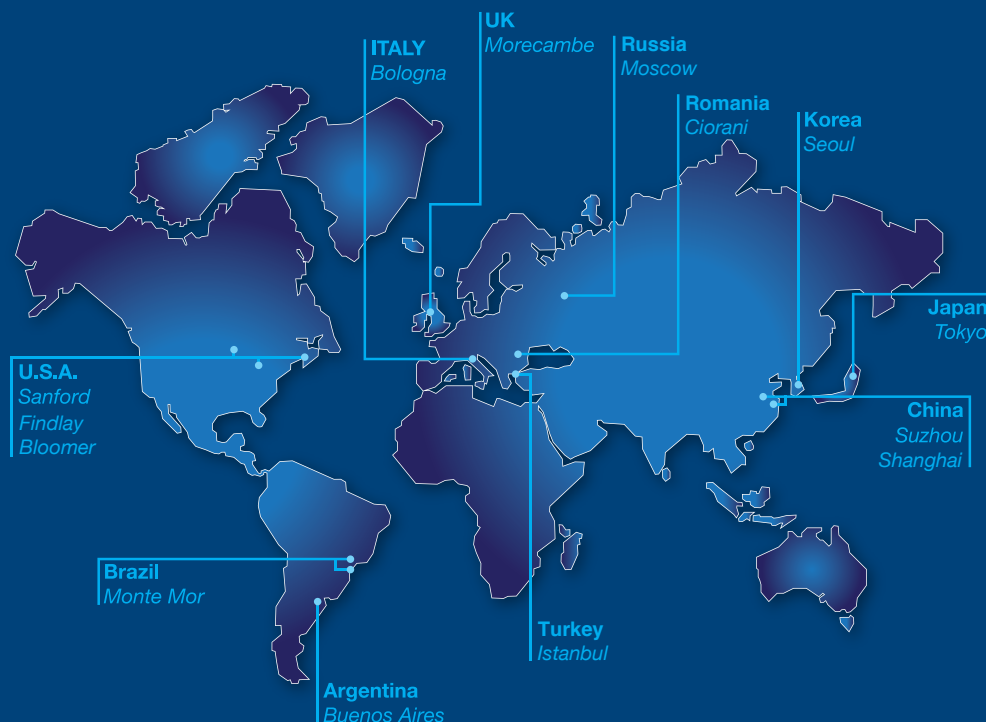 UK
Morecambe
ITALY
Bologna
Russia
Moscow
Romania
Ciorani
Korea
Seoul
Japan
Tokyo
U.S.A.
Sanford
Findlay
Bloomer
China
Suzhou
Shanghai
Brazil
Monte Mor
Turkey
Istanbul
Argentina
Buenos Aires